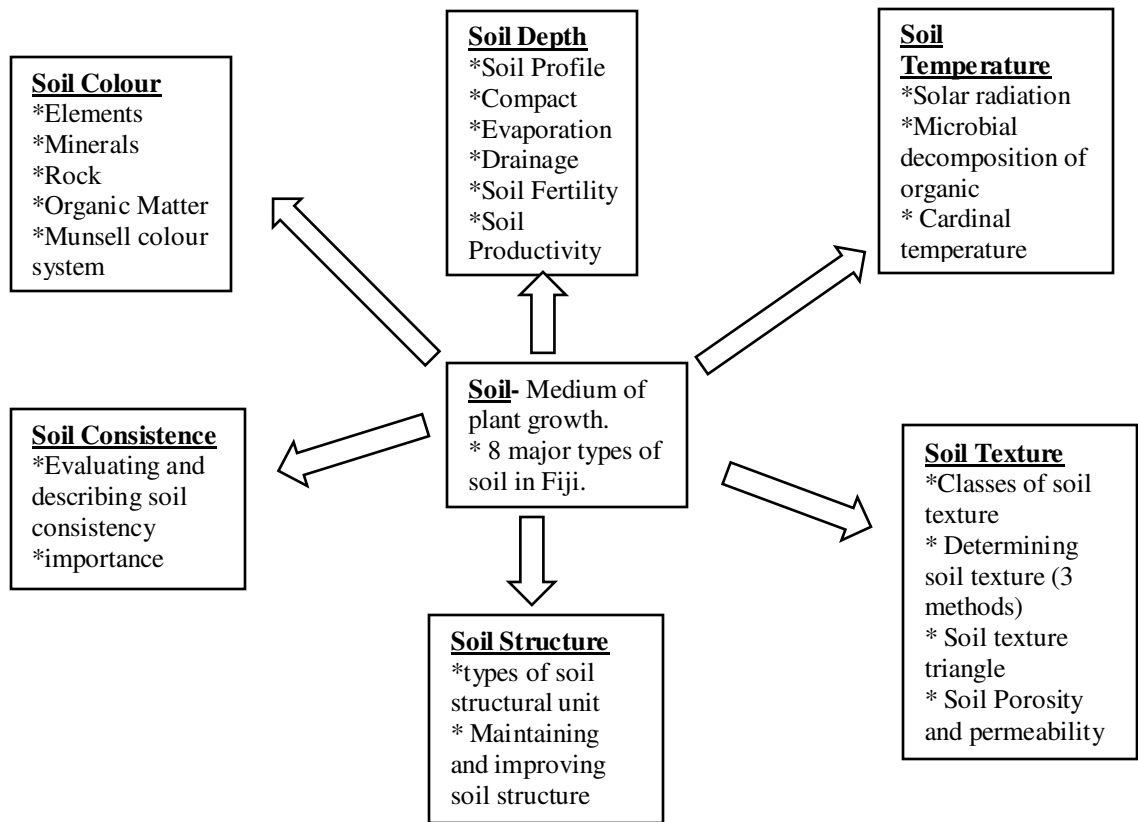 Soil Depth
*Soil Profile
*Compact
*Evaporation
*Drainage
*Soil Fertility
*Soil
Productivity
Soil
Temperature
*Solar radiation
*Microbial
decomposition of
organic
* Cardinal
temperature
Soil Colour
*Elements
*Minerals
*Rock
*Organic Matter
*Munsell colour
system
Soil- Medium of
plant growth.
* 8 major types of
soil in Fiji.
Soil Consistence
*Evaluating and
describing soil
consistency
*importance
Soil Texture
*Classes of soil
texture
* Determining
soil texture (3
methods)
* Soil texture
triangle
* Soil Porosity
and permeability
Soil Structure
*types of soil
structural unit
* Maintaining
and improving
soil structure